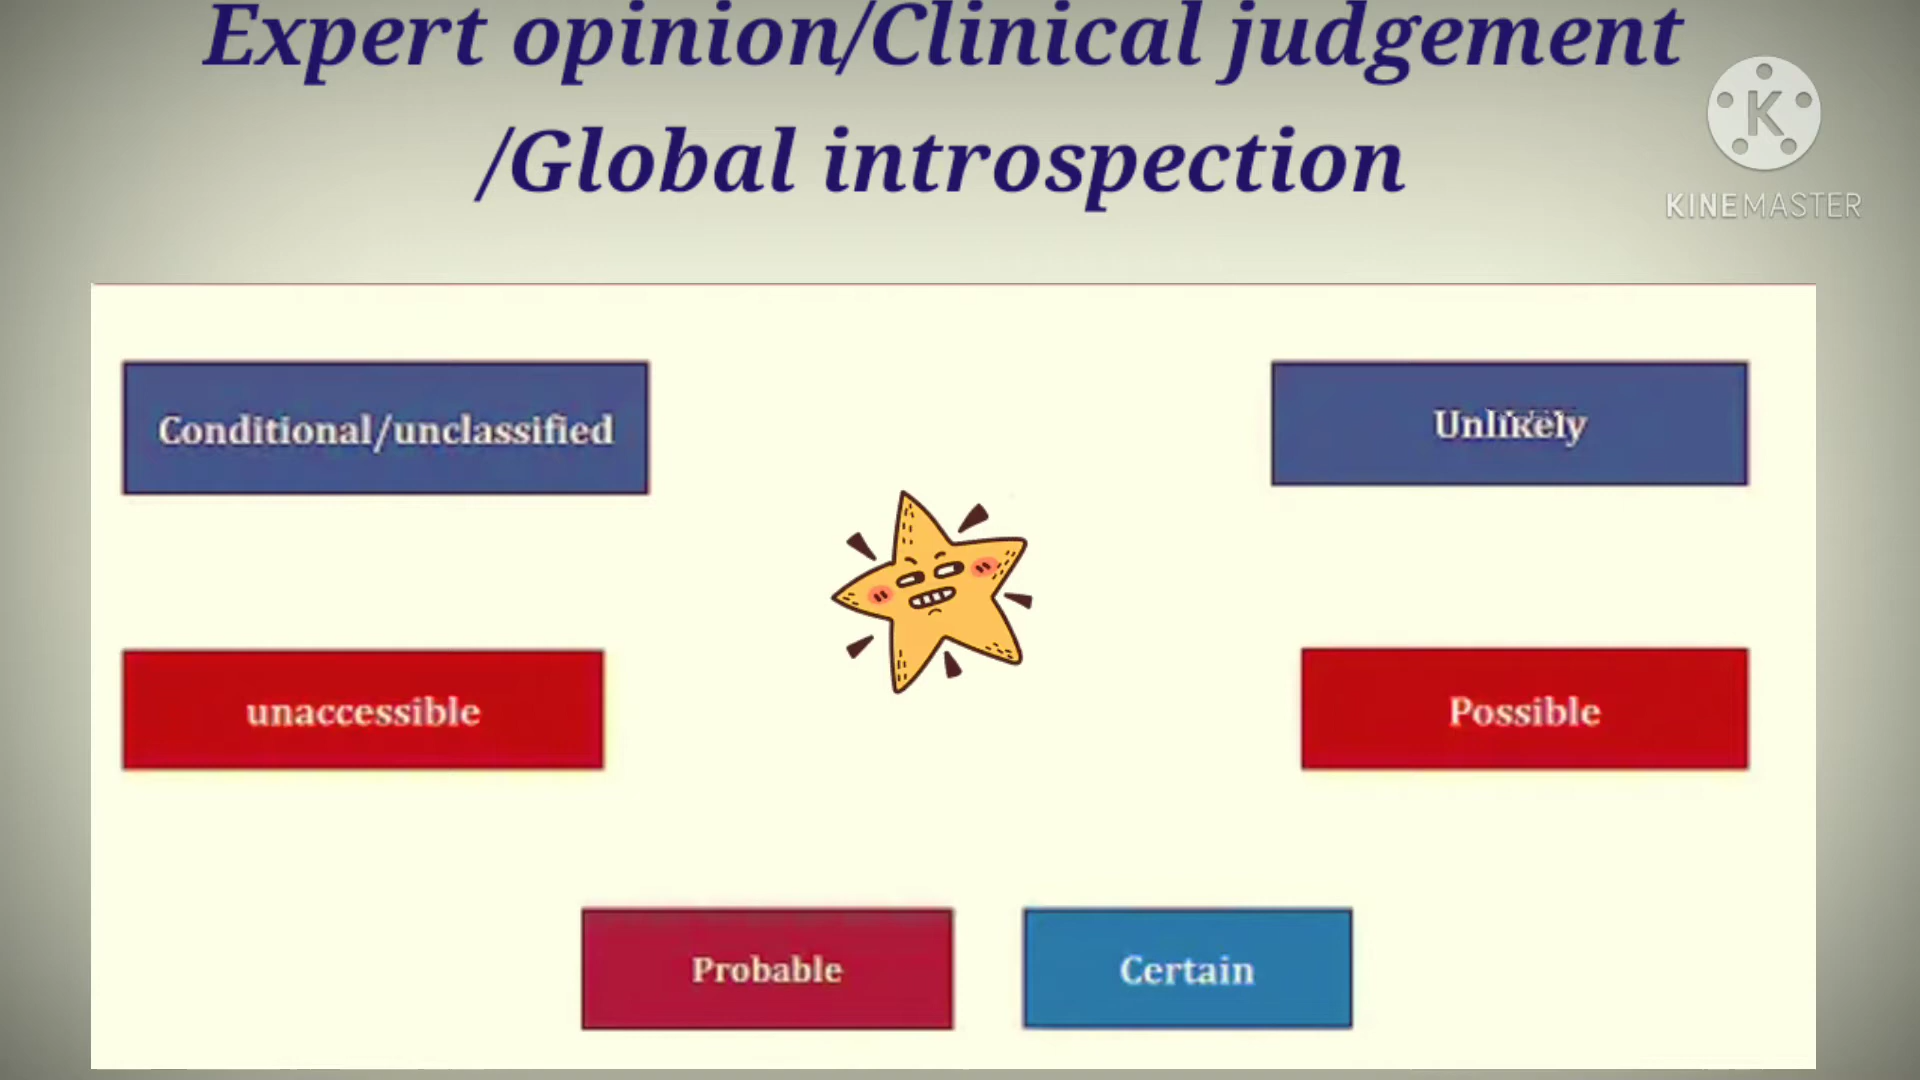 Expert opinion/Clinical judgement
/Global introspection
K
KINEMASTER
Conditional/unclassified
Unlikely
unaccessible
Possible
Probable
Certain